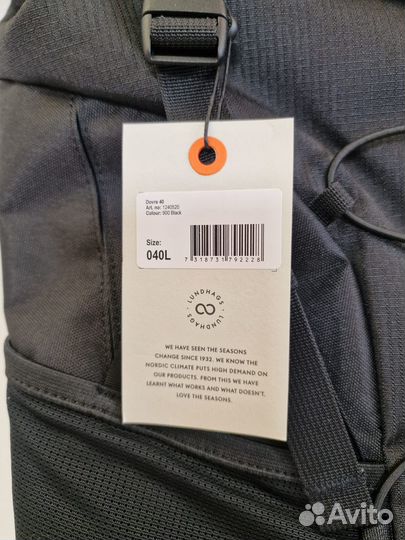 Dovre 40
Art. no: 1240525
Colour: 900 Black
Size:
040L
7318731792228
LUNDHAGS
LUNDHAGS
WE HAVE SEEN THE SEASONS
CHANGE SINCE 1932. WE KNOW THE
NORDIC CLIMATE PUTS HIGH DEMAND ON
OUR PRODUCTS. FROM THIS WE HAVE
LEARNT WHAT WORKS AND WHAT DOESN'T.
LOVE THE SEASONS.
Avito